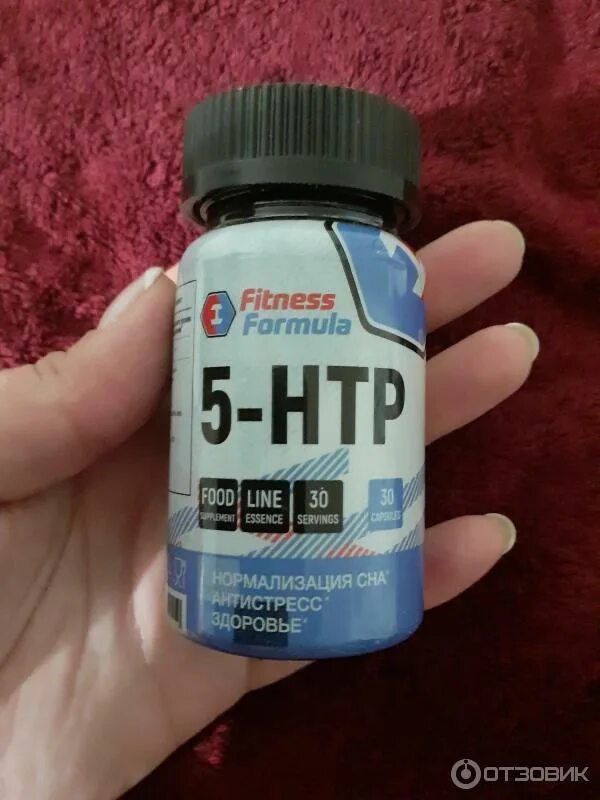 Fitness
Formula
5-HTP
FOOD LINE 30 30
SUPPLEMENT ESSENCE SERVINGS CAPSULES
НОРМАЛИЗАЦИЯ СНА*
АНТИСТРЕСС*
ЗДОРОВЬЕ*
ОТЗОВИК